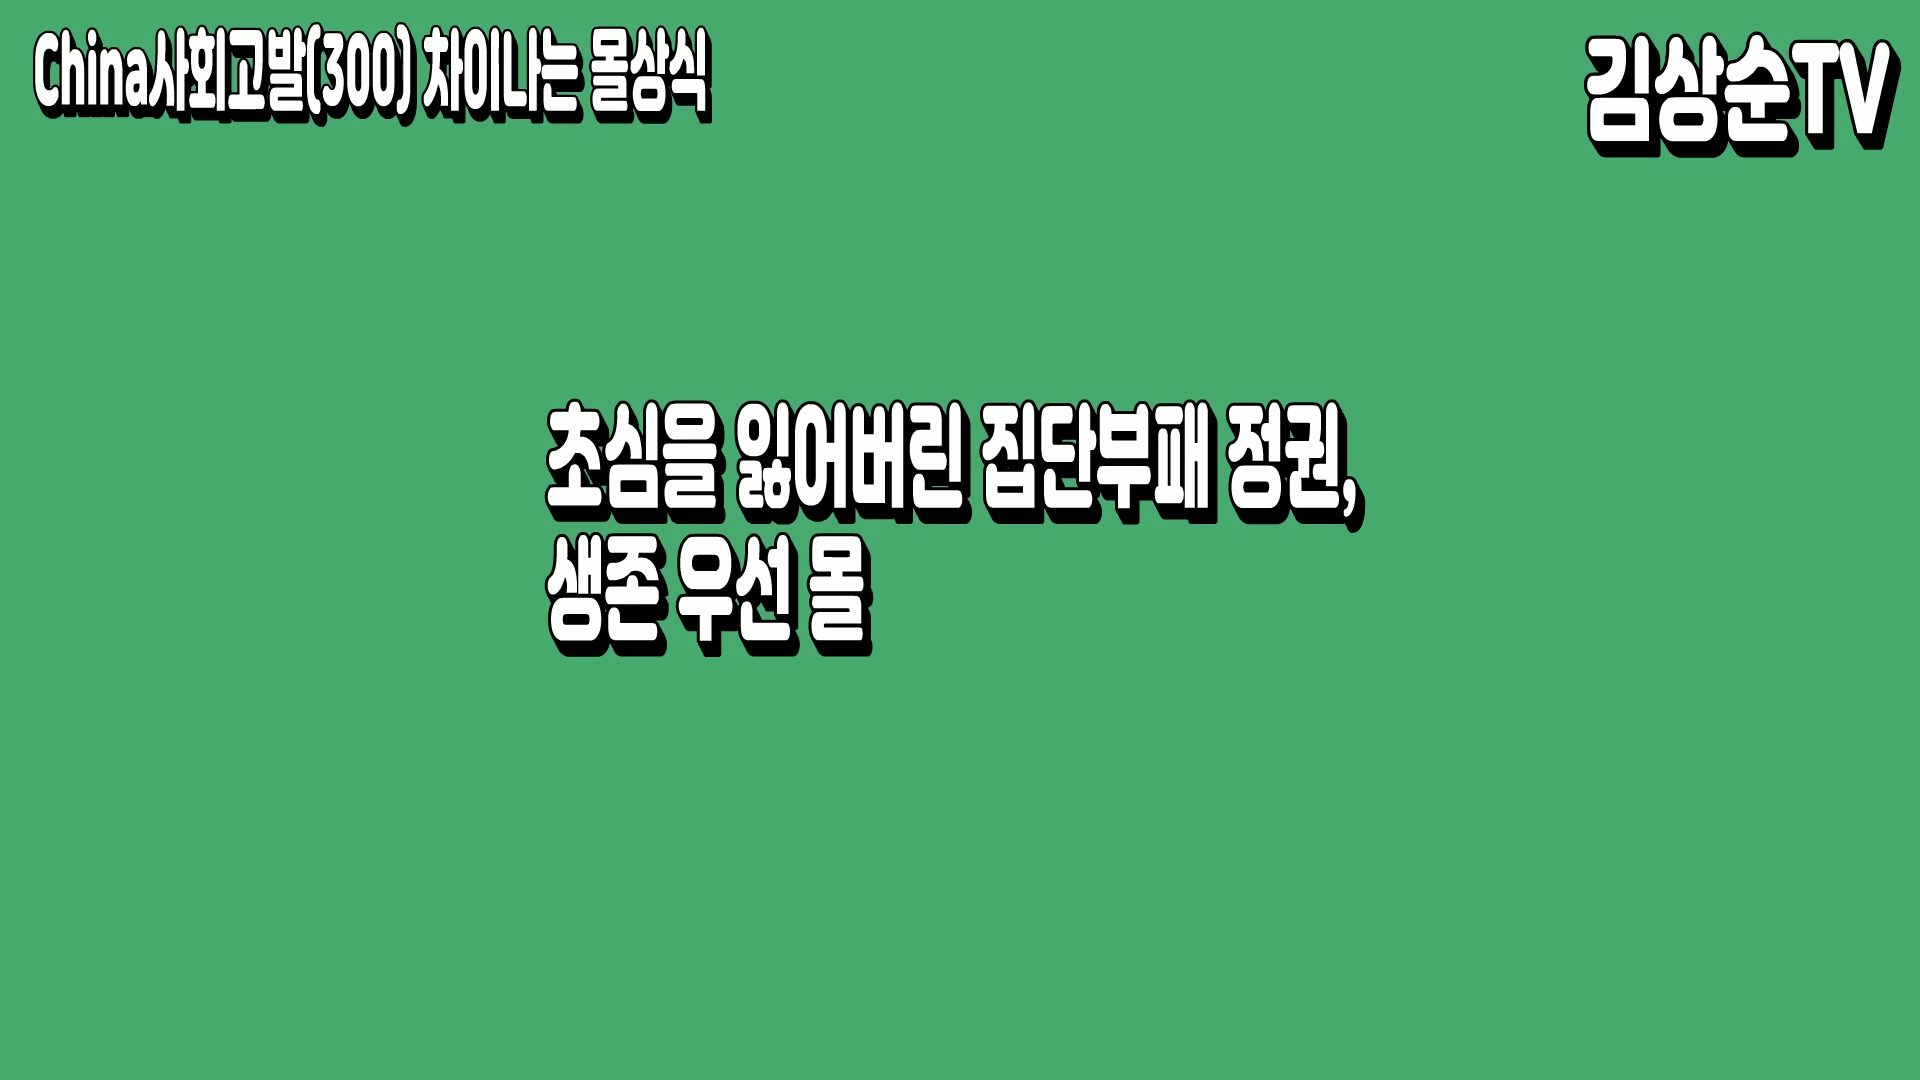 China사회고발(300) 차이나는 몰상식
김상순TV
초심을 잃어버린 집단부패 정권,
생존 우선 몰